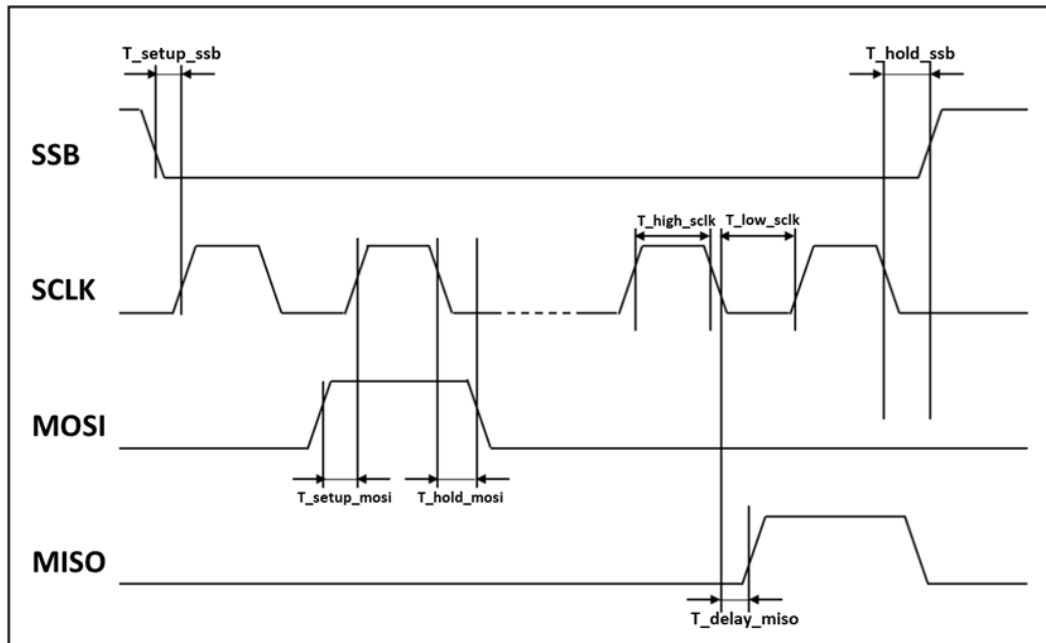 T_setup_ssb
T_hold_ssb
SSB
T_high_sclk
T_low_sclk
SCLK
MOSI
T_setup_mosi
T_hold_mosi
MISO
T_delay_miso